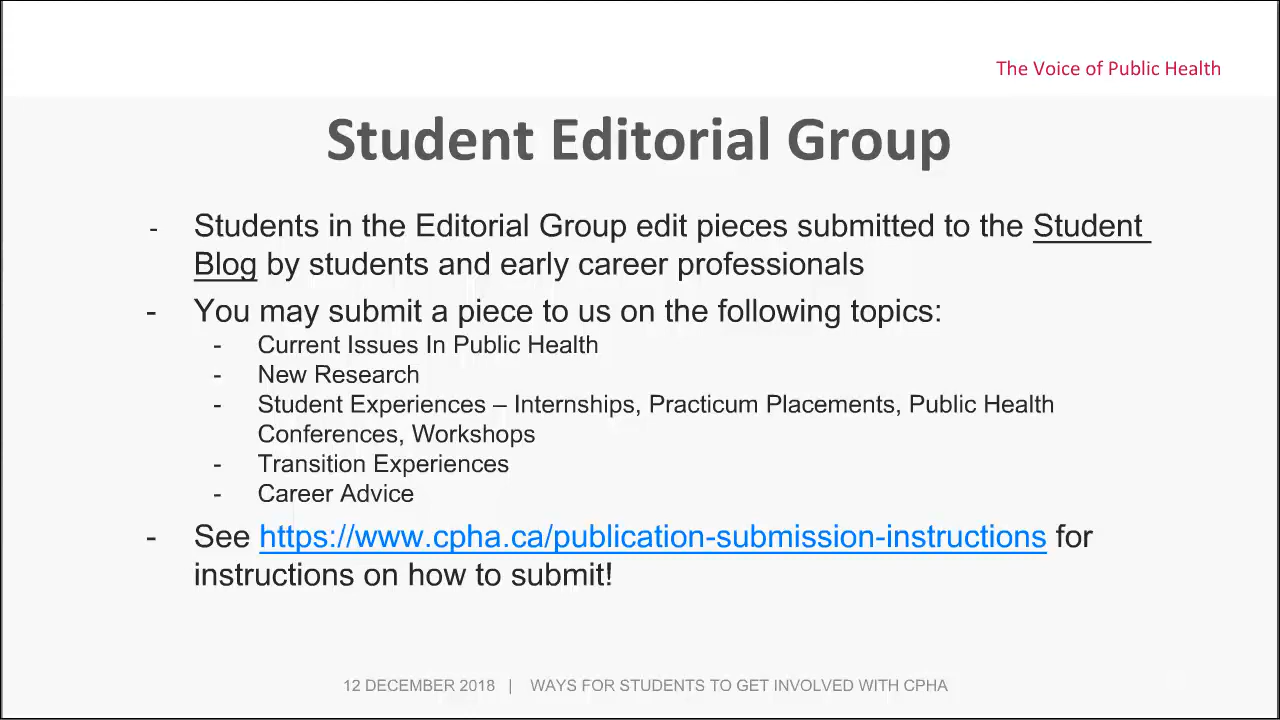 The Voice of Public Health
Student Editorial Group
- Students in the Editorial Group edit pieces submitted to the Student
Blog by students and early career professionals
- You may submit a piece to us on the following topics:
- Current Issues In Public Health
- New Research
- Student Experiences – Internships, Practicum Placements, Public Health
Conferences, Workshops
- Transition Experiences
- Career Advice
- See https://www.cpha.ca/publication-submission-instructions for
instructions on how to submit!
12 DECEMBER 2018 | WAYS FOR STUDENTS TO GET INVOLVED WITH CPHA